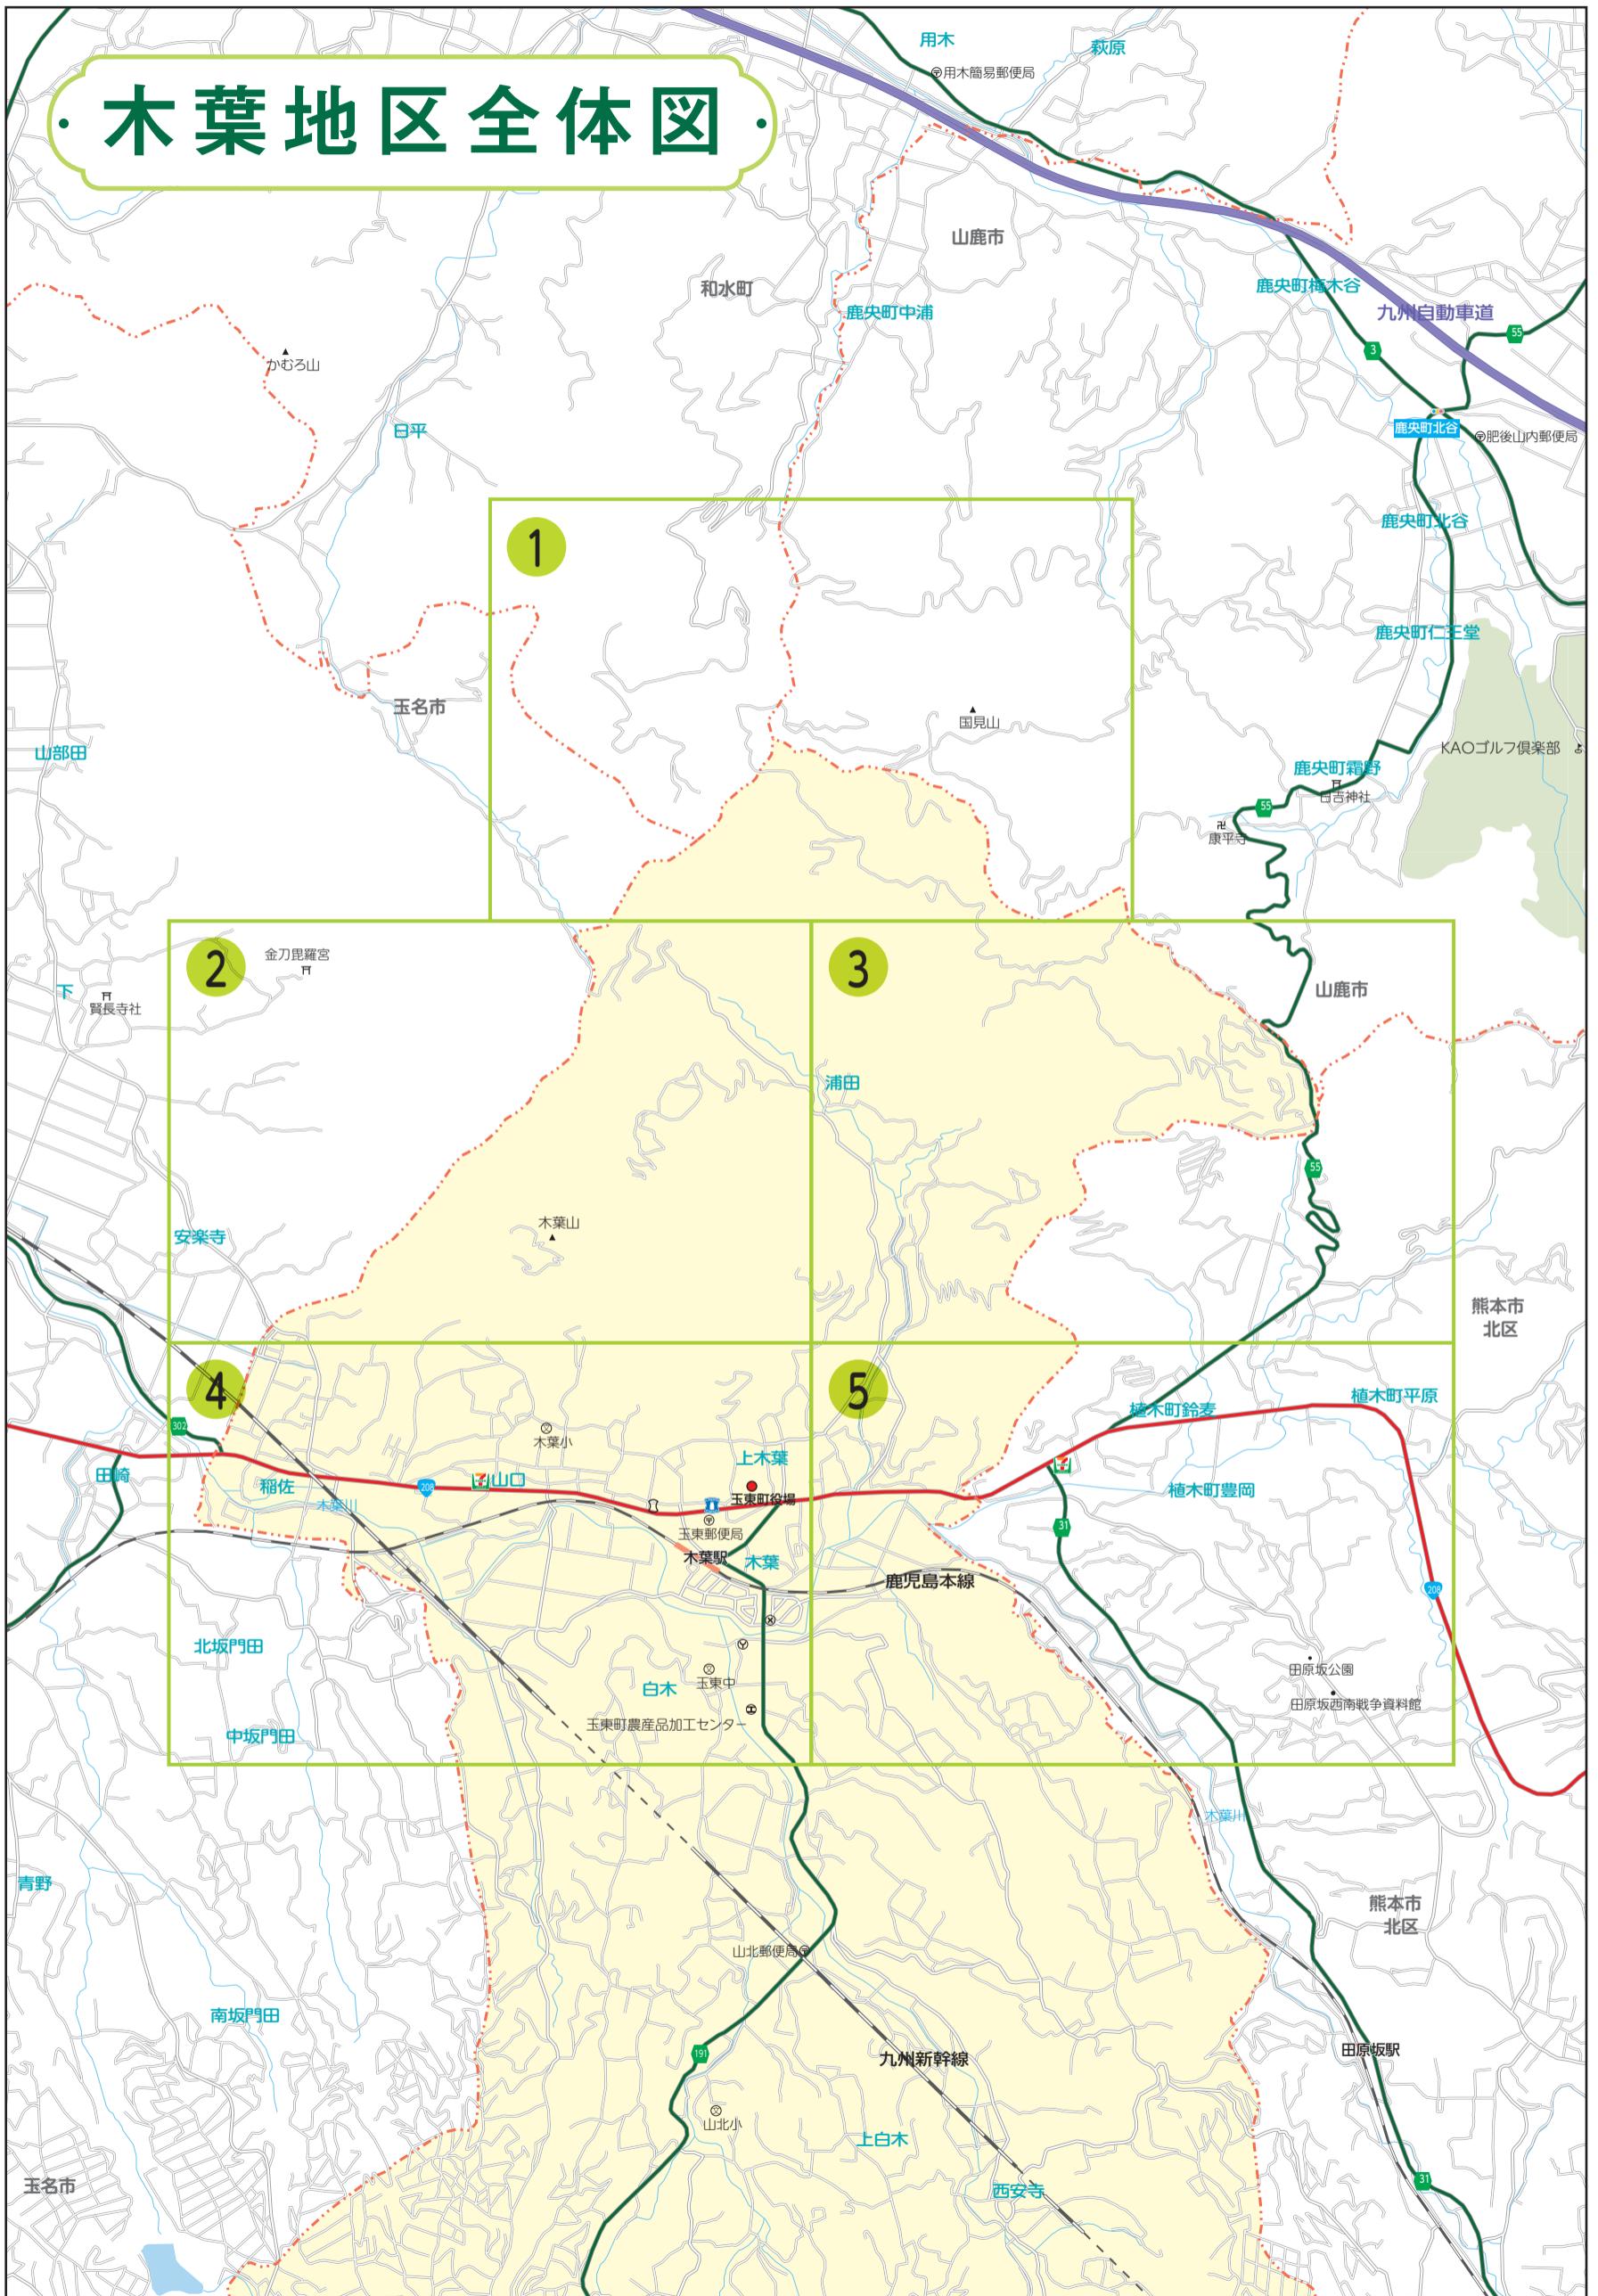 木葉地区全体図
用木
萩原
用木簡易郵便局
山鹿市
和水町
鹿央町中浦
鹿央町梅木谷
九州自動車道
55
3
かむろ山
日平
鹿央町北谷
肥後山内郵便局
鹿央町北谷
1
鹿央町仁王堂
玉名市
国見山
山部田
KAOゴルフ倶楽部
鹿央町霜野
日吉神社
55
康平寺
2
金刀毘羅宮
3
下
賢長寺社
山鹿市
浦田
55
木葉山
安楽寺
熊本市
北区
4
5
植木町平原
植木町鈴麦
302
木葉小
上木葉
田崎
稲佐
208
山口
玉東町役場
植木町豊岡
木葉川
玉東郵便局
31
木葉駅
木葉
鹿児島本線
208
北坂門田
田原坂公園
玉東中
白木
田原坂西南戦争資料館
玉東町農産品加工センター
中坂門田
木葉川
青野
熊本市
北区
山北郵便局
南坂門田
田原坂駅
191
九州新幹線
山北小
上白木
31
玉名市
西安寺